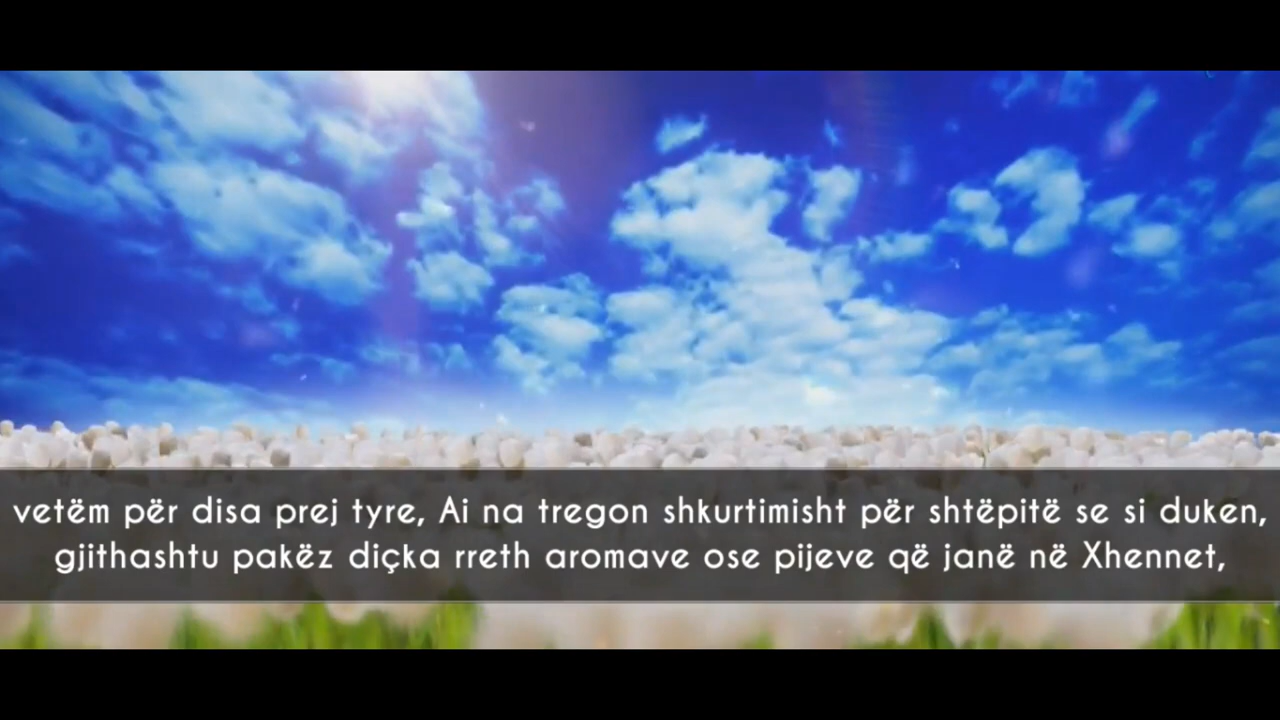 vetëm për disa prej tyre, Ai na tregon shkurtimisht për shtëpitë se si duken,
gjithashtu pakëz diçka rreth aromave ose pijeve që janë në Xhennet,